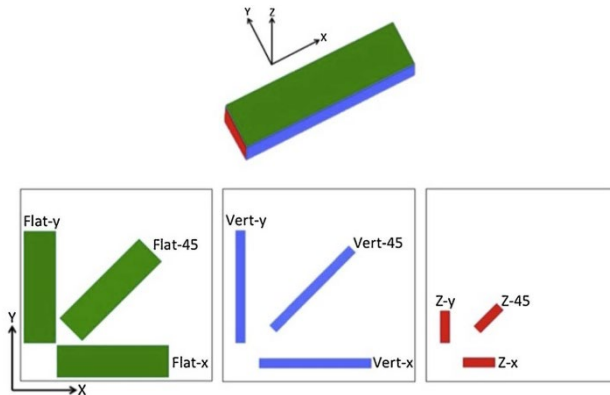 Y
Z
X
Flat-y
Flat-45
Flat-x
Y
X
Vert-y
Vert-45
Vert-x
Z-y
Z-45
Z-x